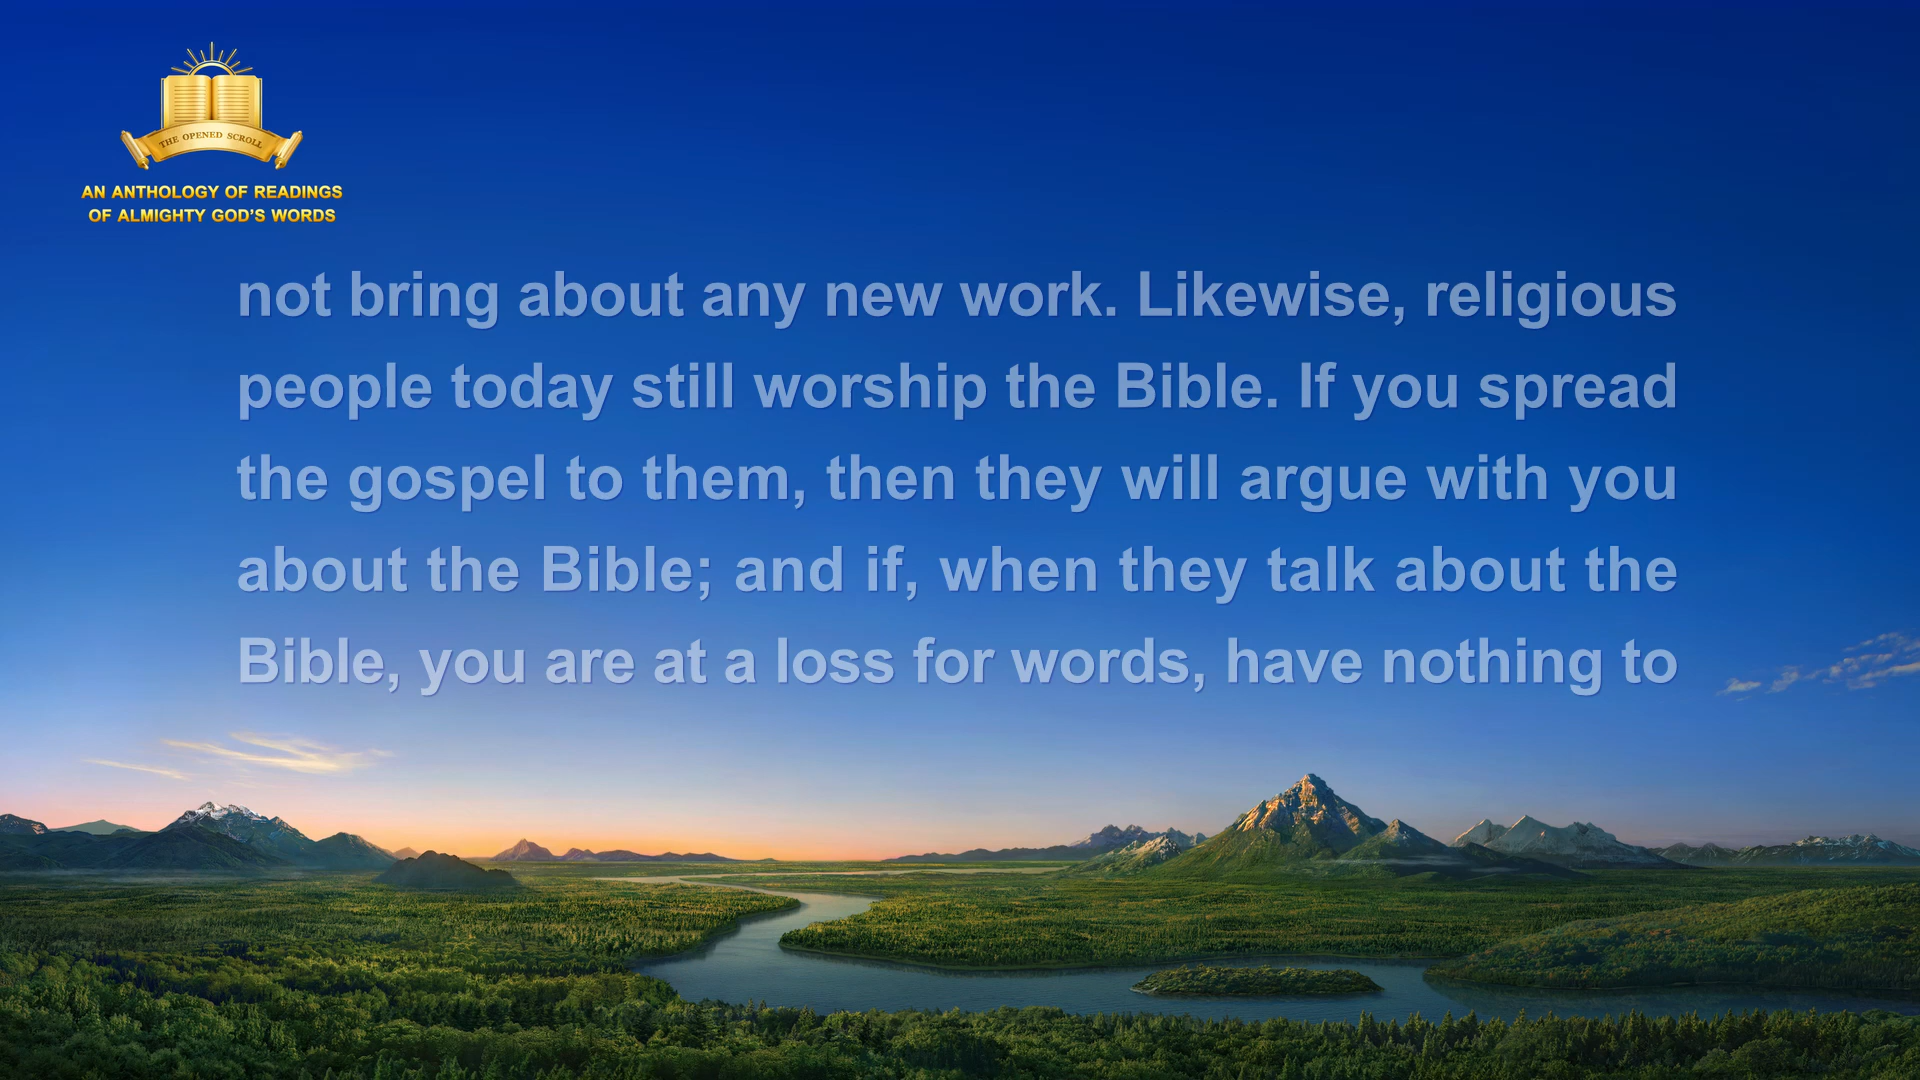 THE OPENED SCROLL
AN ANTHOLOGY OF READINGS
OF ALMIGHTY GOD'S WORDS
not bring about any new work. Likewise, religious
people today still worship the Bible. If you spread
the gospel to them, then they will argue with you
about the Bible; and if, when they talk about the
Bible, you are at a loss for words, have nothing to